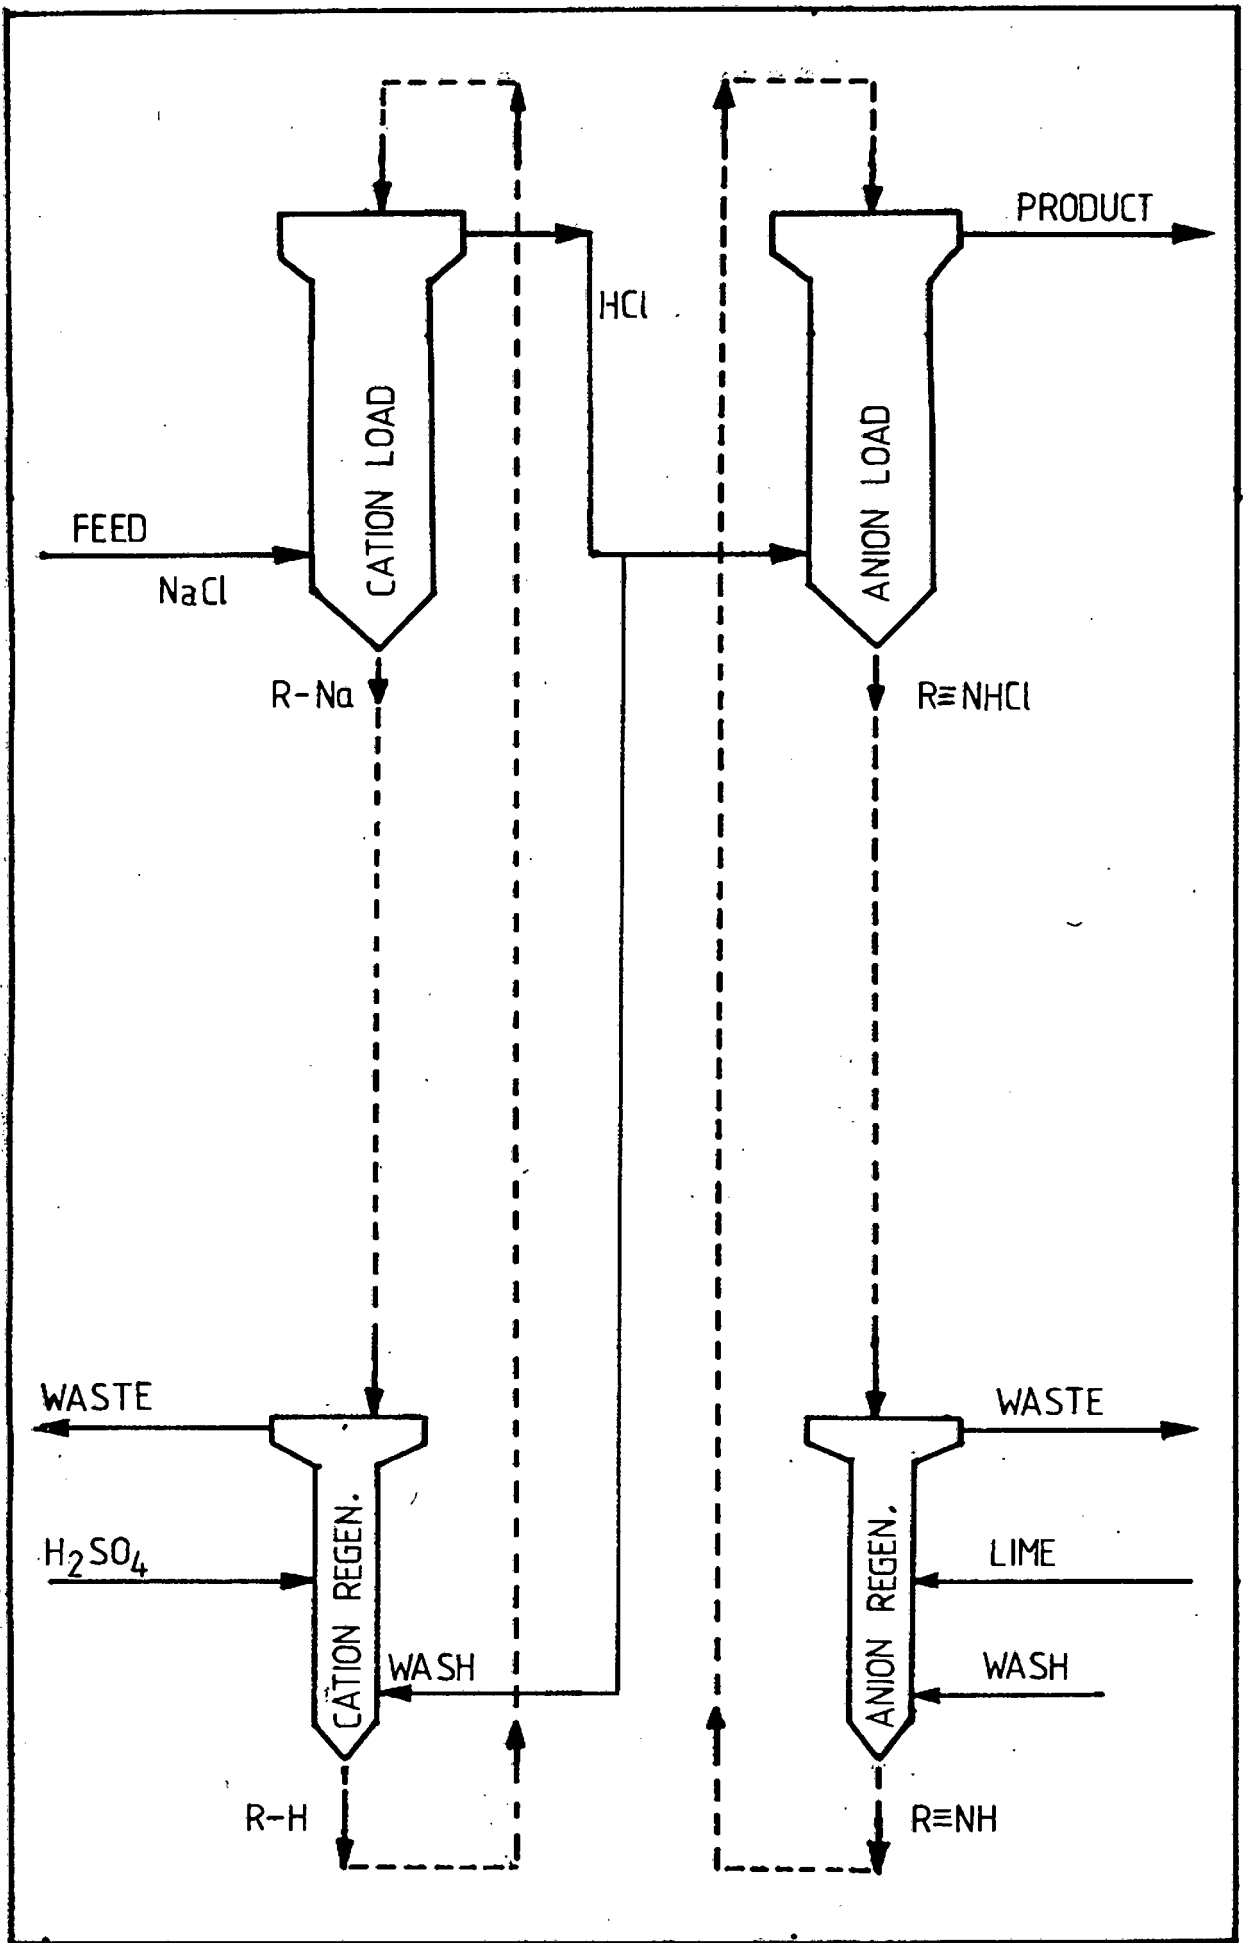 PRODUCT
HCl
CATION LOAD
ANION LOAD
FEED
NaCl
R-Na
R≡NHCl
WASTE
WASTE
CATION REGEN.
ANION REGEN.
H₂SO₄
LIME
WASH
WASH
R-H
R≡NH